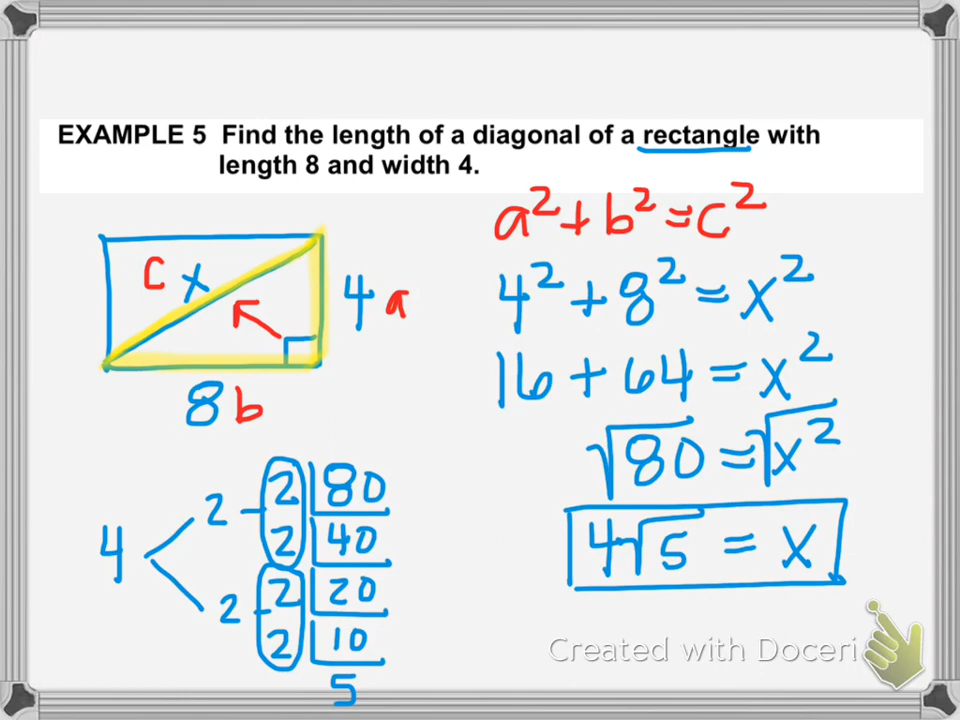 EXAMPLE 5 Find the length of a diagonal of a rectangle with
length 8 and width 4.
a²+b²=c²
c x
4 a
4²+8²=x²
16+64=x²
8 b
√80=√x²
4√5 = x
2 80
2 40
2 20
2 10
5
4 < 2
2
Created with Doceri